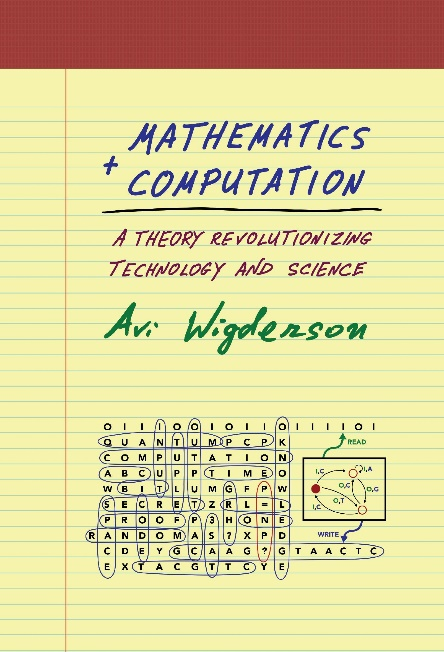 MATHEMATICS
+
COMPUTATION
A THEORY REVOLUTIONIZING
TECHNOLOGY AND SCIENCE
Avi Wigderson
O I I I O O I O I I O I I I I O I
Q U A N T U M P C P K
READ
C O M P U T A T I O N
A B C U P P T I M E O
I,C
I,A
W B I T L U M G F P W
O,C
O,G
S E C R E T Z R L = L
O,T
I,C
P R O O F P 3 H O N E
R A N D O M A S ? X P D
WRITE
C D E Y G C A A G ? G T A A C T C
E X T A C G T T C Y E